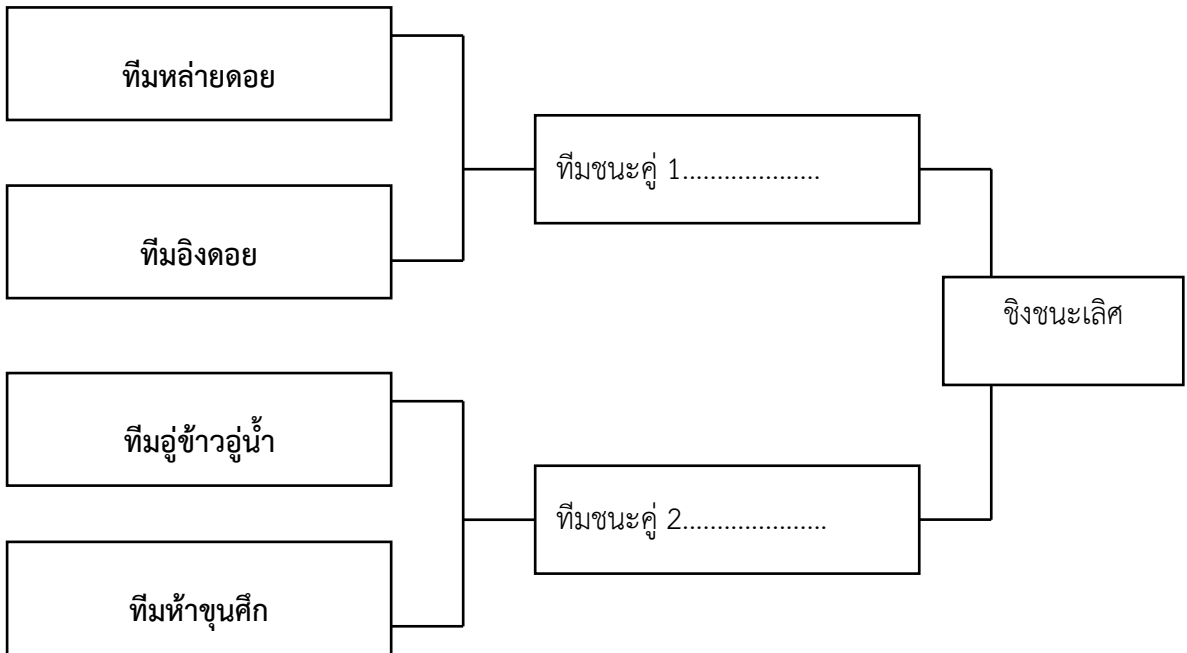 ทีมหล่ายดอย
ทีมอิงดอย
ทีมอู่ข้าวอู่น้ำ
ทีมห้าขุนศึก
ทีมชนะคู่ 1....................
ทีมชนะคู่ 2.....................
ชิงชนะเลิศ